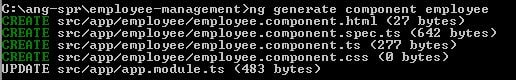 C:\ang-spr\employee-management>ng generate component employee
CREATE src/app/employee/employee.component.html (27 bytes)
CREATE src/app/employee/employee.component.spec.ts (642 bytes)
CREATE src/app/employee/employee.component.ts (277 bytes)
CREATE src/app/employee/employee.component.css (0 bytes)
UPDATE src/app/app.module.ts (483 bytes)